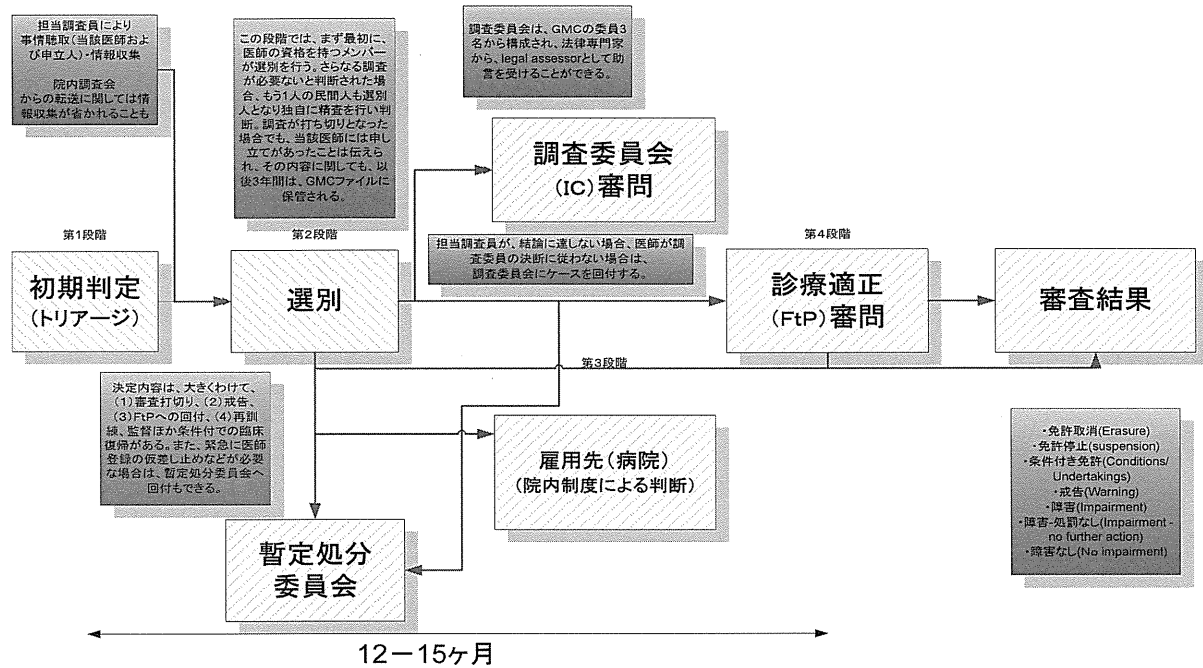 担当調査員により
事情聴取(当該医師およ
び申立人)・情報収集
院内調査会
からの転送に関しては情
報収集が省かれることも
この段階では、まず最初に、
医師の資格を持つメンバー
が選別を行う。さらなる調査
が必要ないと判断された場
合、もう1人の民間人も選別
人となり独自に精査を行い判
断。調査が打ち切りとなった
場合でも、当該医師には申し
立てがあったことは伝えら
れ、その内容に関しても、以
後3年間は、GMCファイルに
保管される。
調査委員会は、GMCの委員3
名から構成され、法律専門家
から、legal assessorとして助
言を受けることができる。
調査委員会
(IC)審問
第1段階
初期判定
(トリアージ)
第2段階
選別
担当調査員が、結論に達しない場合、医師が調
査委員の決断に従わない場合は、
調査委員会にケースを回付する。
第4段階
診療適正
(FtP)審問
審査結果
第3段階
決定内容は、大きくわけて、
(1)審査打切り、(2)戒告、
(3)FtPへの回付、(4)再訓
練、監督ほか条件付での臨床
復帰がある。また、緊急に医師
登録の仮差し止めなどが必要
な場合は、暫定処分委員会へ
回付もできる。
雇用先(病院)
(院内制度による判断)
暫定処分
委員会
・免許取消(Erasure)
・免許停止(suspension)
・条件付き免許(Conditions/
Undertakings)
・戒告(Warning)
・障害(Impairment)
・障害-処罰なし(Impairment -
no further action)
・障害なし(No impairment)
12-15ヶ月